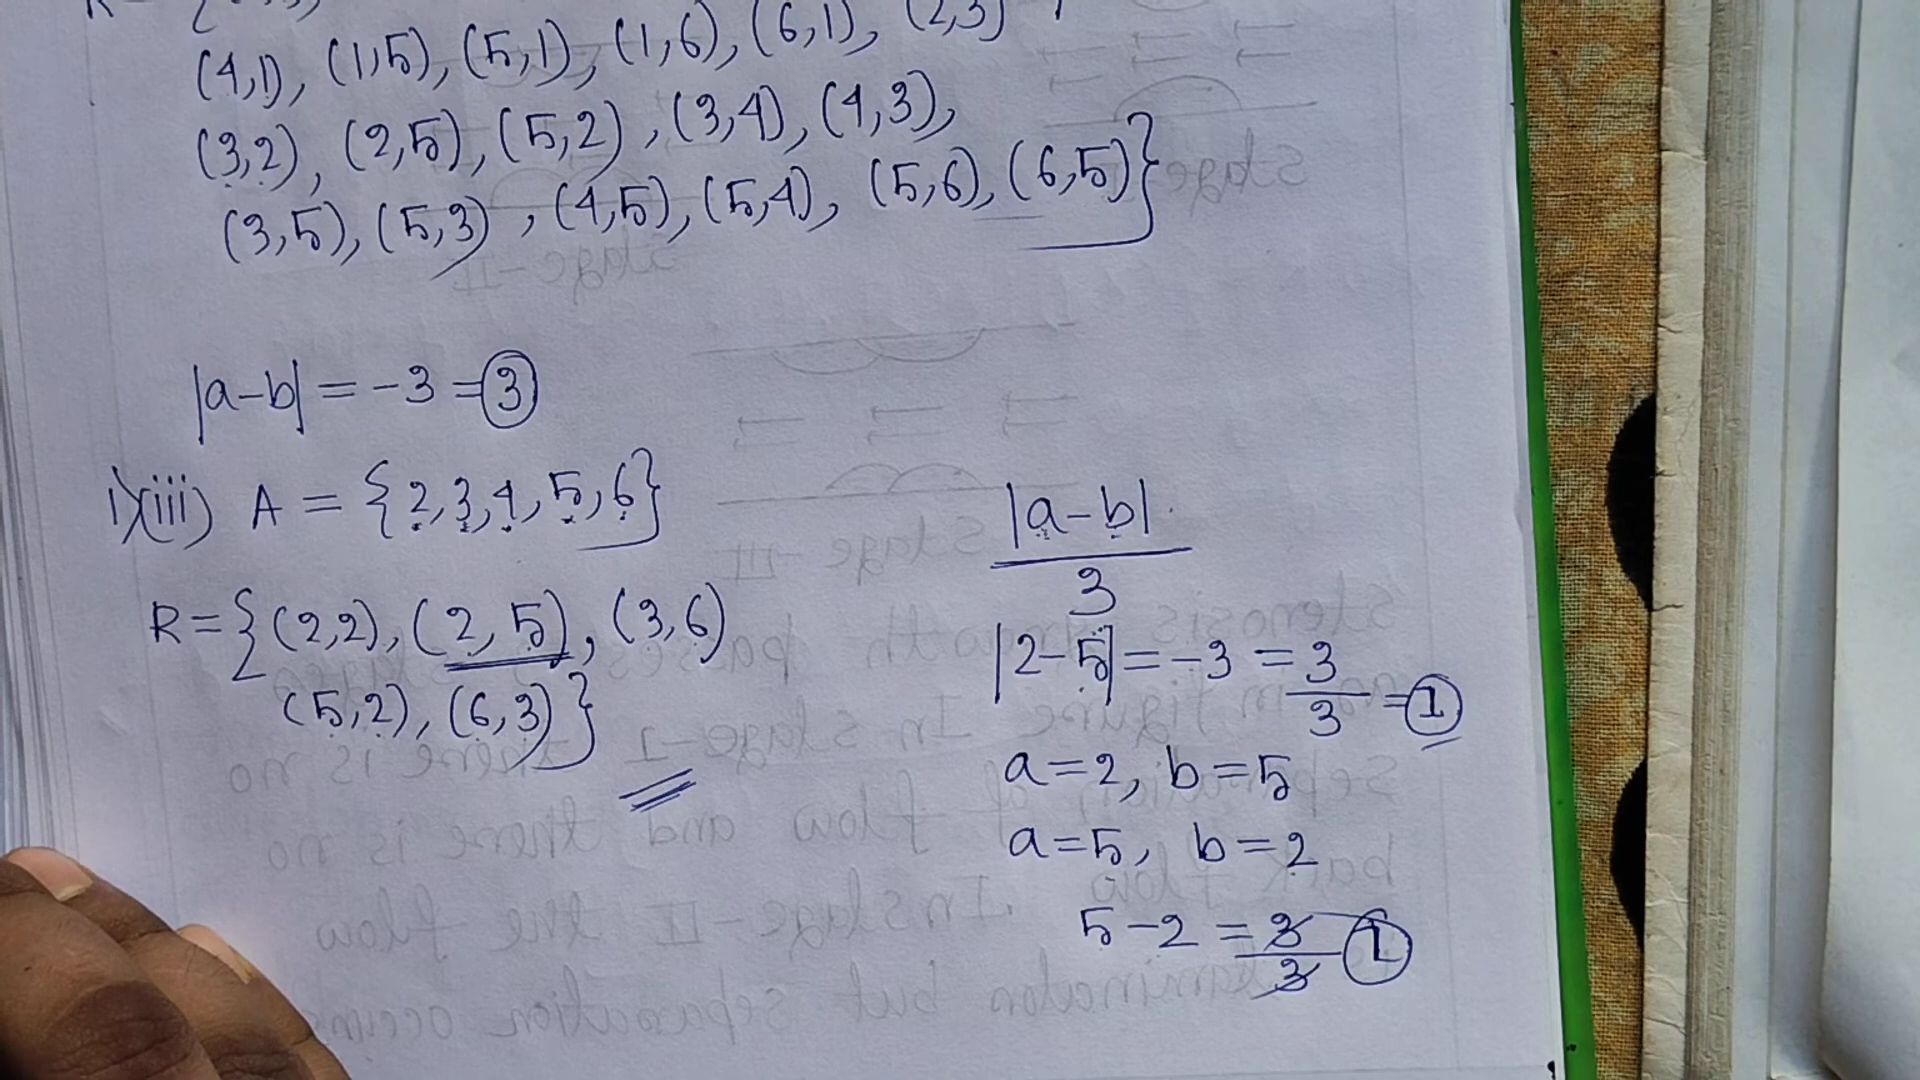 (4,1), (1,5), (5,1), (1,6), (6,1), (2,3)
(3,2), (2,5), (5,2), (3,4), (4,3),
(3,5), (5,3), (4,5), (5,4), (5,6), (6,5)}
|a-b| = -3 = 3
1)(iii) A = {2,3,4,5,6}
R = {(2,2), (2,5), (3,6)
(5,2), (6,3)}
|a-b|
3
|2-5| = -3 = 3/3 = 1
a=2, b=5
a=5, b=2
5-2 = 3/3 1